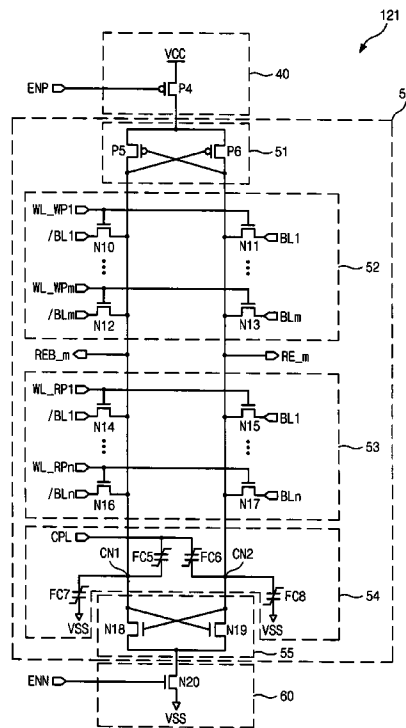 121
VCC
40
ENP
P4
5
P5
P6
51
WL_WP1
/BL1
N10
N11
BL1
WL_WPm
/BLm
N12
N13
BLm
52
REB_m
RE_m
WL_RP1
/BL1
N14
N15
BL1
WL_RPn
/BLn
N16
N17
BLn
53
CPL
CN1
FC5
FC6
CN2
FC7
FC8
VSS
VSS
54
N18
N19
55
ENN
N20
VSS
60